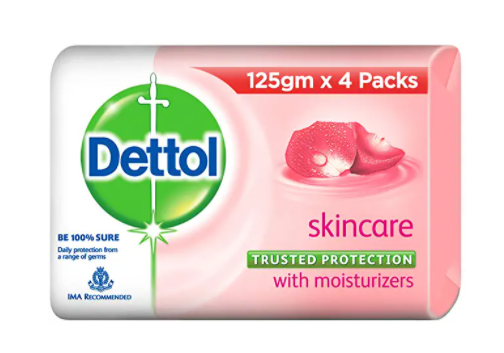 125gm x 4 Packs
Dettol
BE 100% SURE
Daily protection from
a range of germs
IMA RECOMMENDED
skincare
TRUSTED PROTECTION
with moisturizers